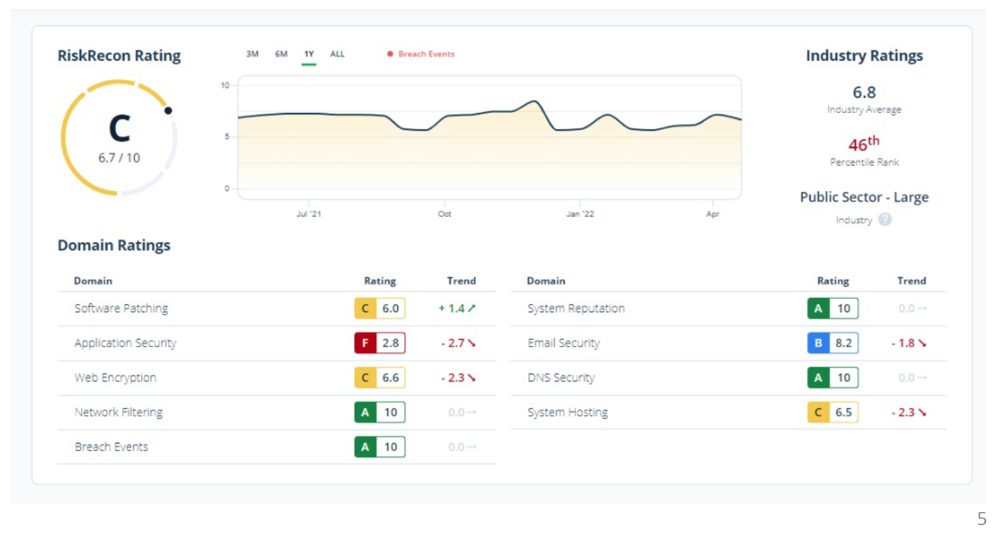 RiskRecon Rating
C
6.7 / 10
3M 6M 1Y ALL
Breach Events
10
5
0
Jul '21 Oct Jan '22 Apr
Industry Ratings
6.8
Industry Average
46th
Percentile Rank
Public Sector - Large
Industry ?
Domain Ratings
Domain Rating Trend
Software Patching C 6.0 + 1.4 ↗
Application Security F 2.8 - 2.7 ↘
Web Encryption C 6.6 - 2.3 ↘
Network Filtering A 10 0.0 →
Breach Events A 10 0.0 →
Domain Rating Trend
System Reputation A 10 0.0 →
Email Security B 8.2 - 1.8 ↘
DNS Security A 10 0.0 →
System Hosting C 6.5 - 2.3 ↘
5